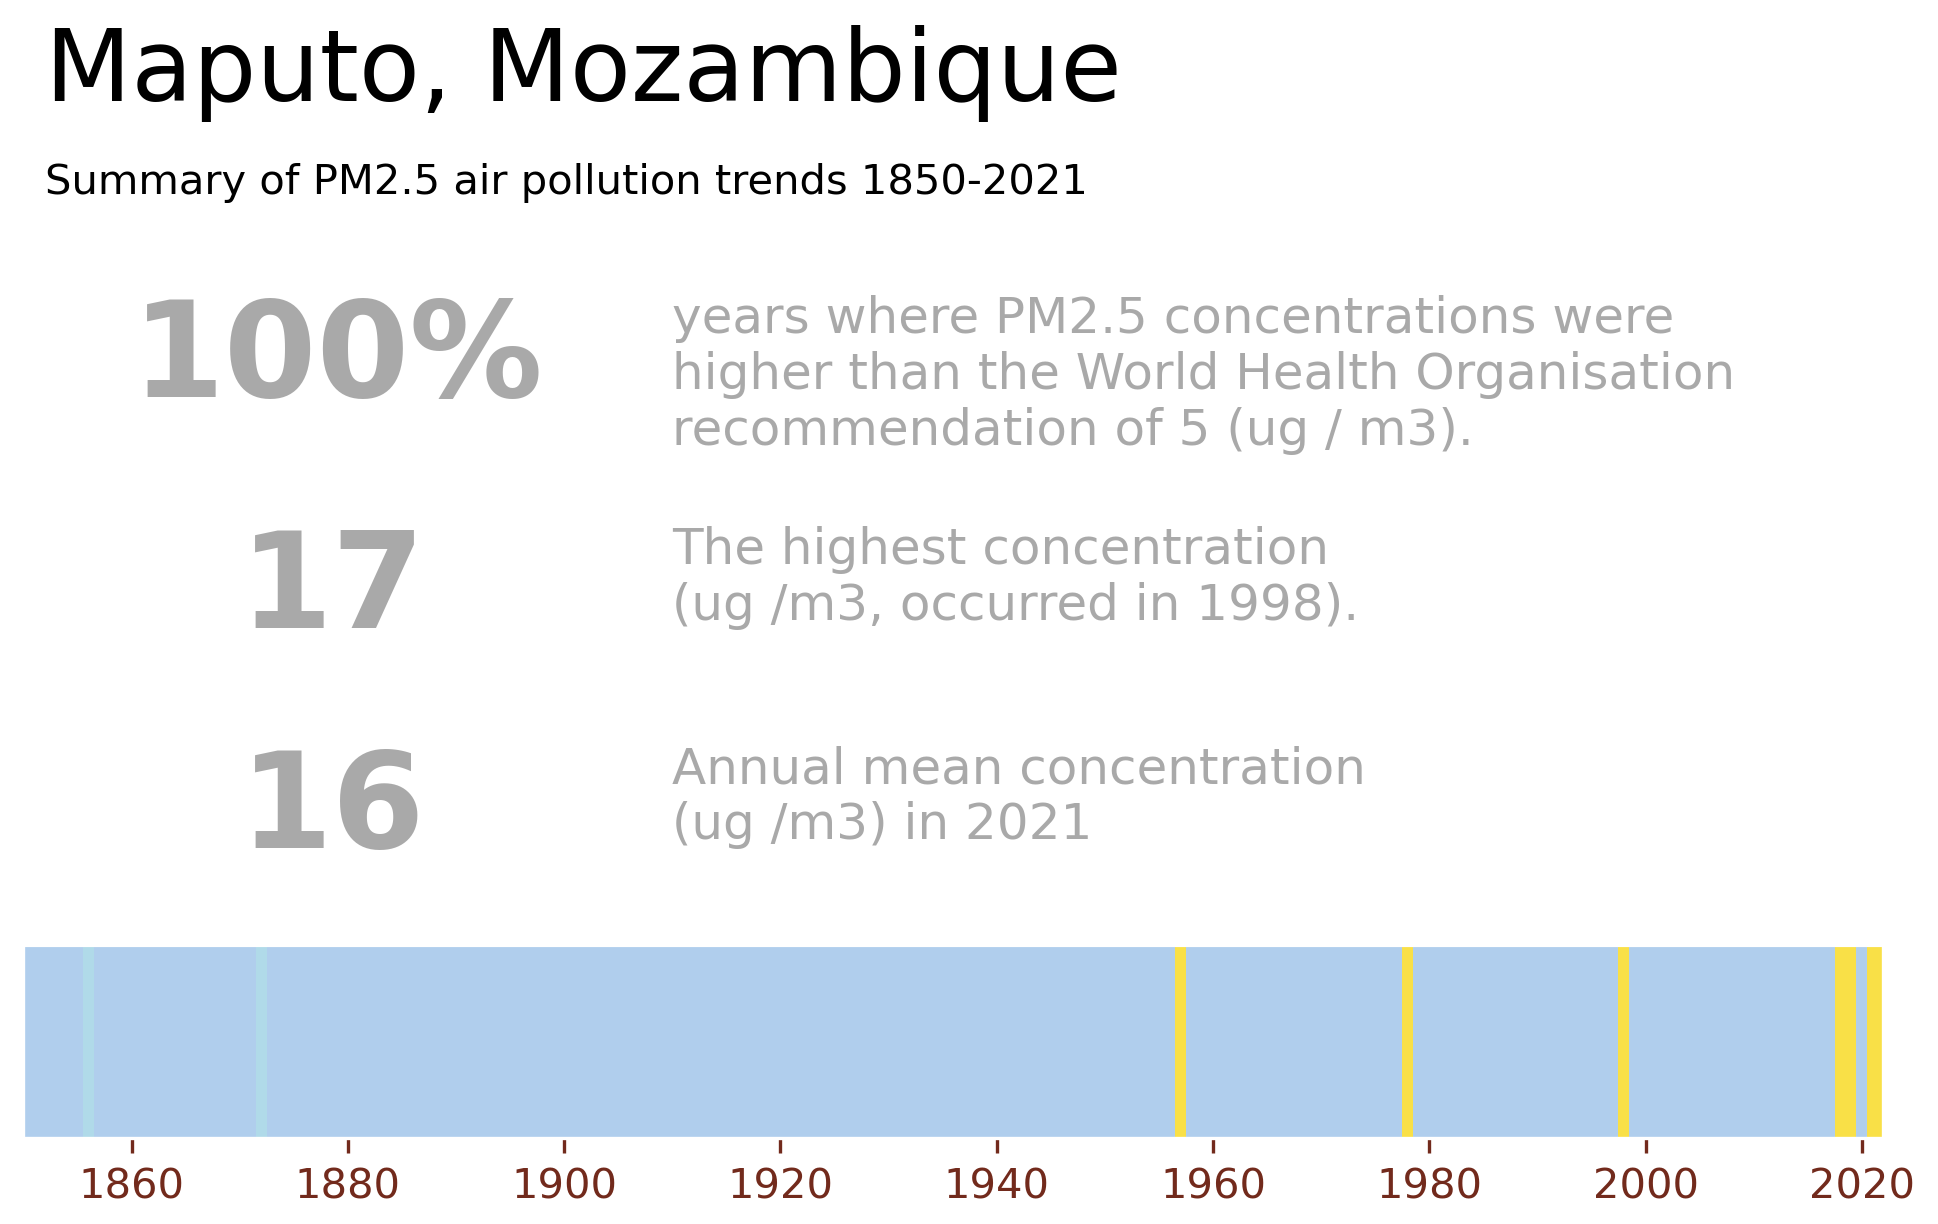 Maputo, Mozambique
Summary of PM2.5 air pollution trends 1850-2021
100%
years where PM2.5 concentrations were
higher than the World Health Organisation
recommendation of 5 (ug / m3).
17
The highest concentration
(ug /m3, occurred in 1998).
16
Annual mean concentration
(ug /m3) in 2021
1860 1880 1900 1920 1940 1960 1980 2000 2020